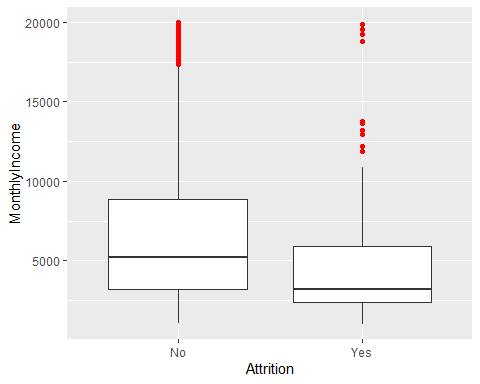 20000
15000
10000
5000
MonthlyIncome
No
Yes
Attrition